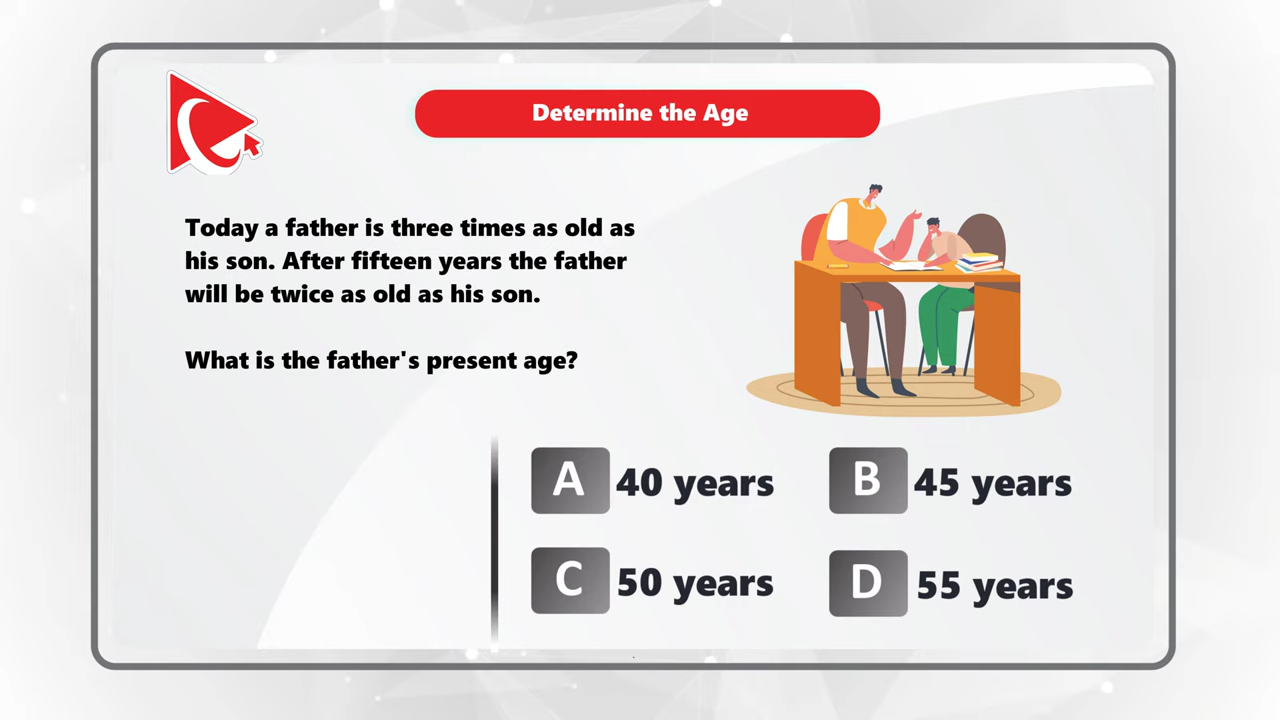 Determine the Age
Today a father is three times as old as
his son. After fifteen years the father
will be twice as old as his son.
What is the father's present age?
A 40 years
B 45 years
C 50 years
D 55 years